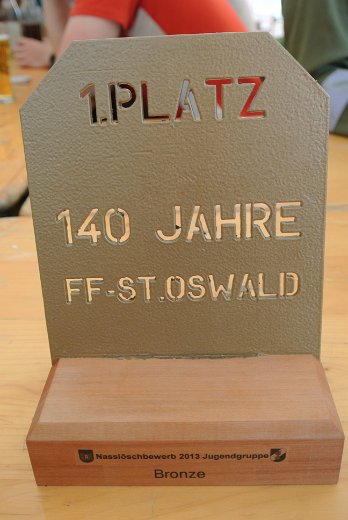 1.PLATZ
140 JAHRE
FF-ST.OSWALD
Nasslöschbewerb 2013 Jugendgruppe
Bronze